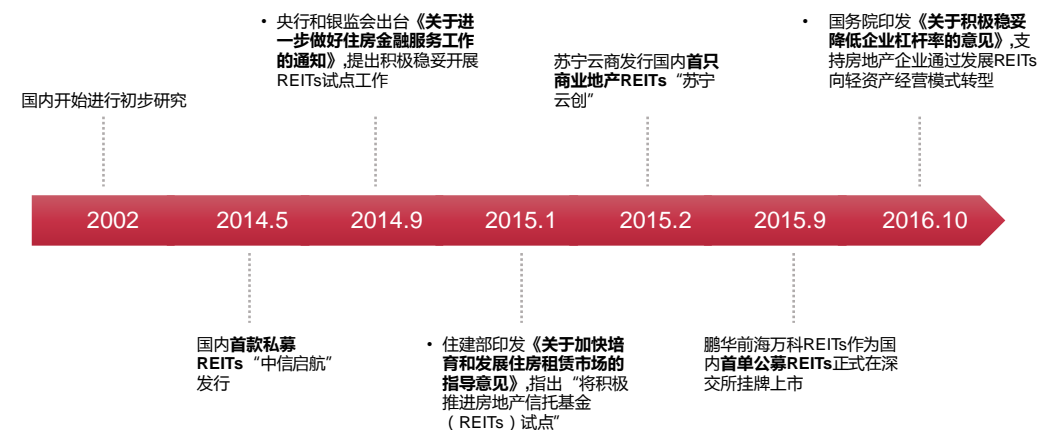 • 央行和银监会出台《关于进
一步做好住房金融服务工作
的通知》,提出积极稳妥开展
REITs试点工作
• 国务院印发《关于积极稳妥
降低企业杠杆率的意见》,支
持房地产企业通过发展REITs
向轻资产经营模式转型
苏宁云商发行国内首只
商业地产REITs“苏宁
云创”
国内开始进行初步研究
2002
2014.5
2014.9
2015.1
2015.2
2015.9
2016.10
国内首款私募
REITs“中信启航”
发行
• 住建部印发《关于加快培
育和发展住房租赁市场的
指导意见》,指出“将积极
推进房地产信托基金
（REITs）试点”
鹏华前海万科REITs作为国
内首单公募REITs正式在深
交所挂牌上市